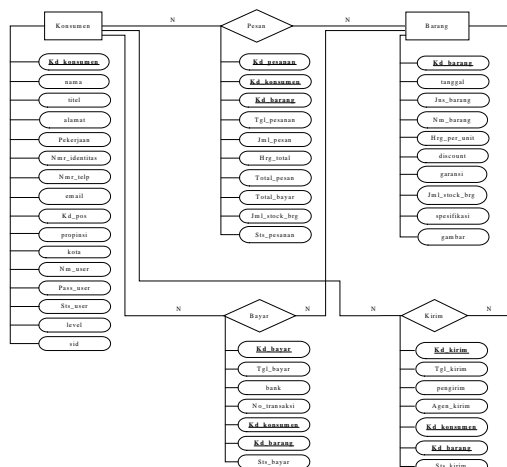 Konsumen
N
Pesan
N
Barang
Kd_konsumen
nama
titel
alamat
Pekerjaan
Nmr_identitas
Nmr_telp
email
Kd_pos
propinsi
kota
Nm_user
Pass_user
Sts_user
level
sid
Kd_pesanan
Kd_konsumen
Kd_barang
Tgl_pesanan
Jml_pesan
Hrg_total
Total_pesan
Total_bayar
Jml_stock_brg
Sts_pesanan
Kd_barang
tanggal
Jns_barang
Nm_barang
Hrg_per_unit
discount
garansi
Jml_stock_brg
spesifikasi
gambar
N
Bayar
N
N
Kirim
N
Kd_bayar
Tgl_bayar
bank
No_transaksi
Kd_konsumen
Kd_barang
Sts_bayar
Kd_kirim
Tgl_kirim
pengirim
Agen_kirim
Kd_konsumen
Kd_barang
Sts_kirim